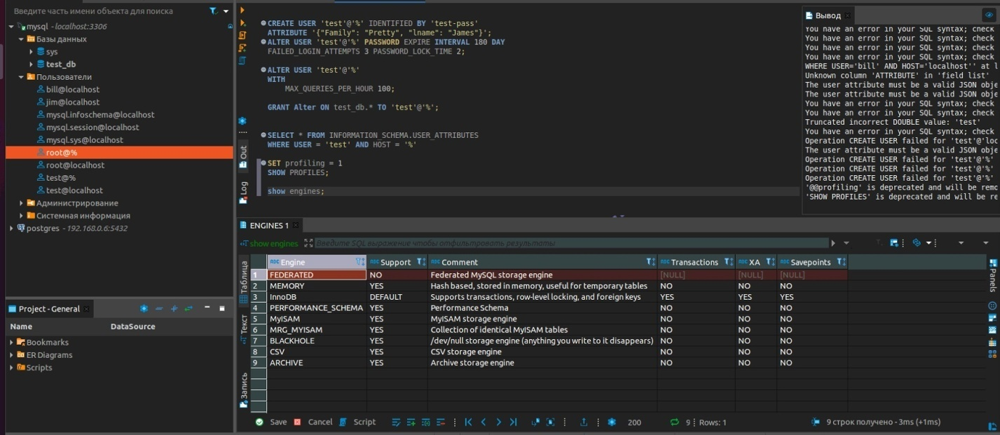 Введите часть имени объекта для поиска
mysql - localhost:3306
Базы данных
sys
test_db
Пользователи
bill@localhost
jim@localhost
mysql.infoschema@localhost
mysql.session@localhost
mysql.sys@localhost
root@%
root@localhost
test@%
test@localhost
Администрирование
Системная информация
postgres - 192.168.0.6:5432
Project - General
Name DataSource
Bookmarks
ER Diagrams
Scripts
CREATE USER 'test'@'%' IDENTIFIED BY 'test-pass'
ATTRIBUTE '{"Family": "Pretty", "lname": "James"}';
ALTER USER 'test'@'%' PASSWORD EXPIRE INTERVAL 180 DAY
FAILED_LOGIN_ATTEMPTS 3 PASSWORD_LOCK_TIME 2;
ALTER USER 'test'@'%'
WITH
MAX_QUERIES_PER_HOUR 100;
GRANT Alter ON test_db.* TO 'test'@'%';
SELECT * FROM INFORMATION_SCHEMA.USER_ATTRIBUTES
WHERE USER = 'test' AND HOST = '%'
SET profiling = 1
SHOW PROFILES;
show engines;
Out
Log
Вывод
You have an error in your SQL syntax; check
You have an error in your SQL syntax; check
You have an error in your SQL syntax; check
You have an error in your SQL syntax; check
WHERE USER='bill' AND HOST='localhost'' at l
Unknown column 'ATTRIBUTE' in 'field list'
The user attribute must be a valid JSON obje
The user attribute must be a valid JSON obje
You have an error in your SQL syntax; check
You have an error in your SQL syntax; check
Truncated incorrect DOUBLE value: 'test'
You have an error in your SQL syntax; check
Operation CREATE USER failed for 'test'@'loc
The user attribute must be a valid JSON obje
Operation CREATE USER failed for 'test'@'%'
Operation CREATE USER failed for 'test'@'%'
Operation CREATE USER failed for 'test'@'%'
'@@profiling' is deprecated and will be remo
'SHOW PROFILES' is deprecated and will be re
ENGINES 1
show engines Введите SQL выражение чтобы отфильтровать результаты
Таблица
Текст
Запись
Panels
ABC Engine ABC Support ABC Comment ABC Transactions ABC XA ABC Savepoints
1 FEDERATED NO Federated MySQL storage engine [NULL] [NULL] [NULL]
2 MEMORY YES Hash based, stored in memory, useful for temporary tables NO NO NO
3 InnoDB DEFAULT Supports transactions, row-level locking, and foreign keys YES YES YES
4 PERFORMANCE_SCHEMA YES Performance Schema NO NO NO
5 MyISAM YES MyISAM storage engine NO NO NO
6 MRG_MYISAM YES Collection of identical MyISAM tables NO NO NO
7 BLACKHOLE YES /dev/null storage engine (anything you write to it disappears) NO NO NO
8 CSV YES CSV storage engine NO NO NO
9 ARCHIVE YES Archive storage engine NO NO NO
Save Cancel Script 200 9 Rows: 1 9 строк получено - 3ms (+1ms)